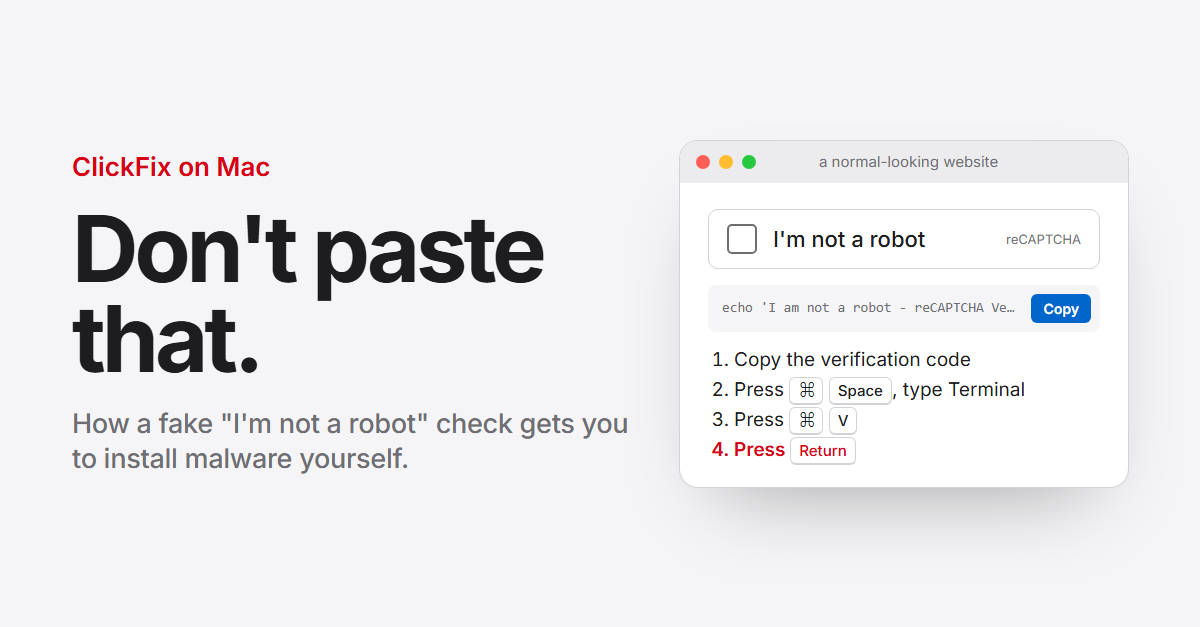 ClickFix on Mac
Don't paste
that.
How a fake "I'm not a robot" check gets you
to install malware yourself.
a normal-looking website
I'm not a robot
reCAPTCHA
echo 'I am not a robot - reCAPTCHA Ve…
Copy
1. Copy the verification code
2. Press ⌘ Space, type Terminal
3. Press ⌘ V
4. Press Return